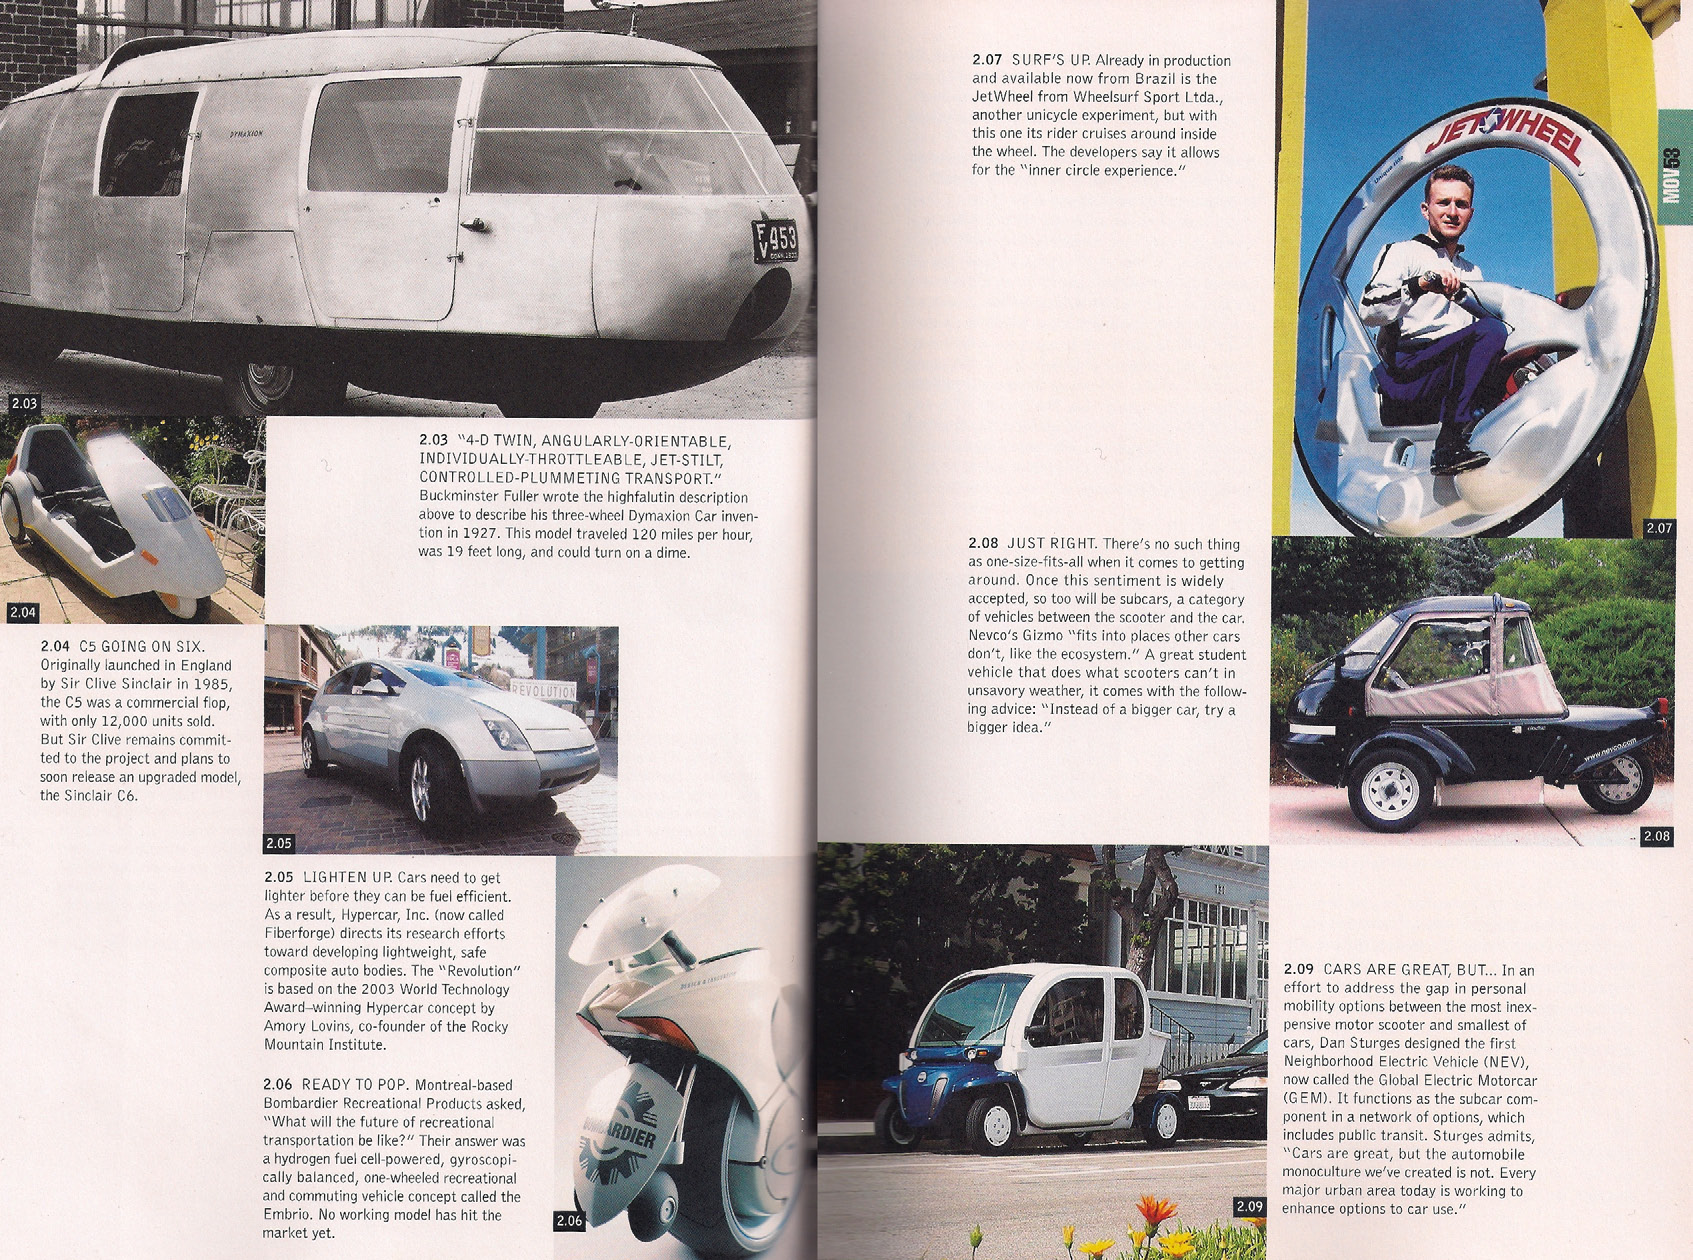 DYMAXION
FV 453
CONN. 1933
2.03
2.04
2.03 "4-D TWIN, ANGULARLY-ORIENTABLE,
INDIVIDUALLY-THROTTLEABLE, JET-STILT,
CONTROLLED-PLUMMETING TRANSPORT."
Buckminster Fuller wrote the highfalutin description
above to describe his three-wheel Dymaxion Car inven-
tion in 1927. This model traveled 120 miles per hour,
was 19 feet long, and could turn on a dime.
2.04 C5 GOING ON SIX.
Originally launched in England
by Sir Clive Sinclair in 1985,
the C5 was a commercial flop,
with only 12,000 units sold.
But Sir Clive remains commit-
ted to the project and plans to
soon release an upgraded model,
the Sinclair C6.
REVOLUTION
2.05
2.05 LIGHTEN UP. Cars need to get
lighter before they can be fuel efficient.
As a result, Hypercar, Inc. (now called
Fiberforge) directs its research efforts
toward developing lightweight, safe
composite auto bodies. The "Revolution"
is based on the 2003 World Technology
Award–winning Hypercar concept by
Amory Lovins, co-founder of the Rocky
Mountain Institute.
2.06 READY TO POP. Montreal-based
Bombardier Recreational Products asked,
"What will the future of recreational
transportation be like?" Their answer was
a hydrogen fuel cell-powered, gyroscopi-
cally balanced, one-wheeled recreational
and commuting vehicle concept called the
Embrio. No working model has hit the
market yet.
DESIGN & INNOVATION
BOMBARDIER
2.06
2.07 SURF'S UP. Already in production
and available now from Brazil is the
JetWheel from Wheelsurf Sport Ltda.,
another unicycle experiment, but with
this one its rider cruises around inside
the wheel. The developers say it allows
for the "inner circle experience."
JET WHEEL
2.07
MOV 53
2.08 JUST RIGHT. There's no such thing
as one-size-fits-all when it comes to getting
around. Once this sentiment is widely
accepted, so too will be subcars, a category
of vehicles between the scooter and the car.
Nevco's Gizmo "fits into places other cars
don't, like the ecosystem." A great student
vehicle that does what scooters can't in
unsavory weather, it comes with the follow-
ing advice: "Instead of a bigger car, try a
bigger idea."
electric
www.nevco.com
2.08
2.09
2.09 CARS ARE GREAT, BUT... In an
effort to address the gap in personal
mobility options between the most inex-
pensive motor scooter and smallest of
cars, Dan Sturges designed the first
Neighborhood Electric Vehicle (NEV),
now called the Global Electric Motorcar
(GEM). It functions as the subcar com-
ponent in a network of options, which
includes public transit. Sturges admits,
"Cars are great, but the automobile
monoculture we've created is not. Every
major urban area today is working to
enhance options to car use."